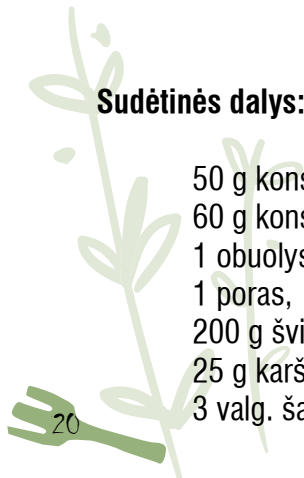 Sudėtinės dalys:
50 g kons
60 g kons
1 obuolys
1 poras,
200 g švi
25 g karš
3 valg. ša
20